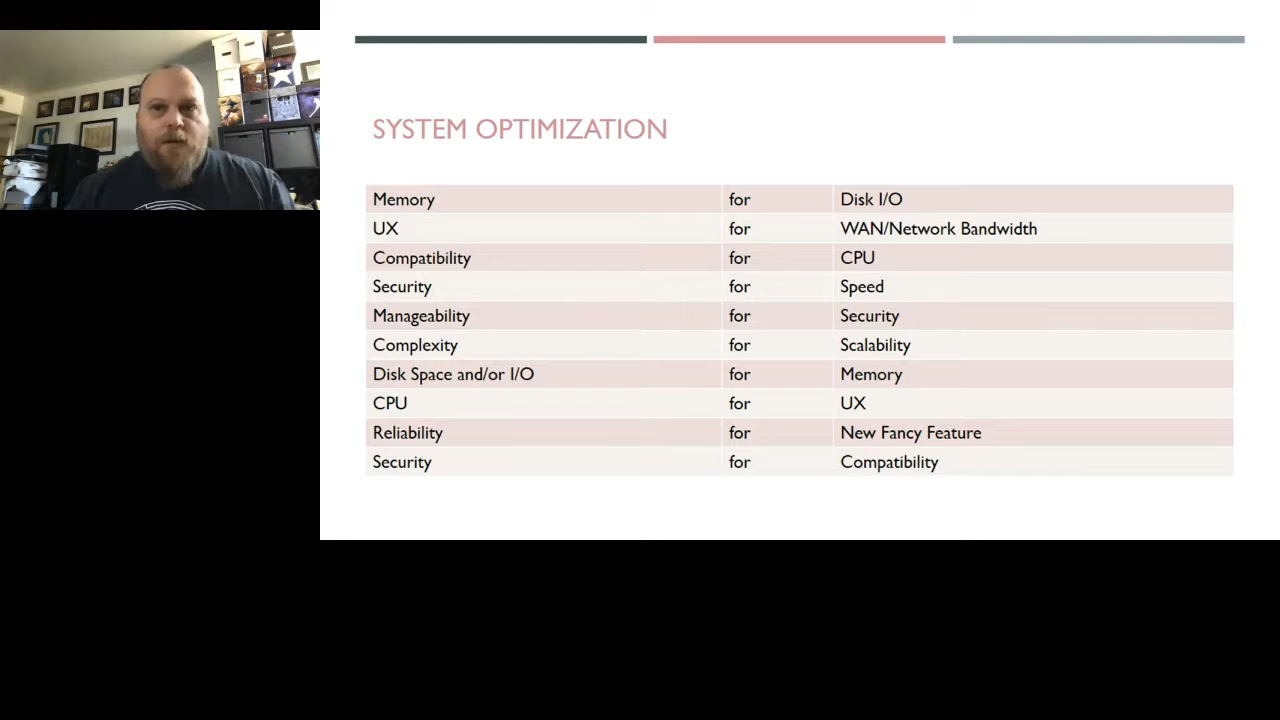 SYSTEM OPTIMIZATION
Memory for Disk I/O
UX for WAN/Network Bandwidth
Compatibility for CPU
Security for Speed
Manageability for Security
Complexity for Scalability
Disk Space and/or I/O for Memory
CPU for UX
Reliability for New Fancy Feature
Security for Compatibility